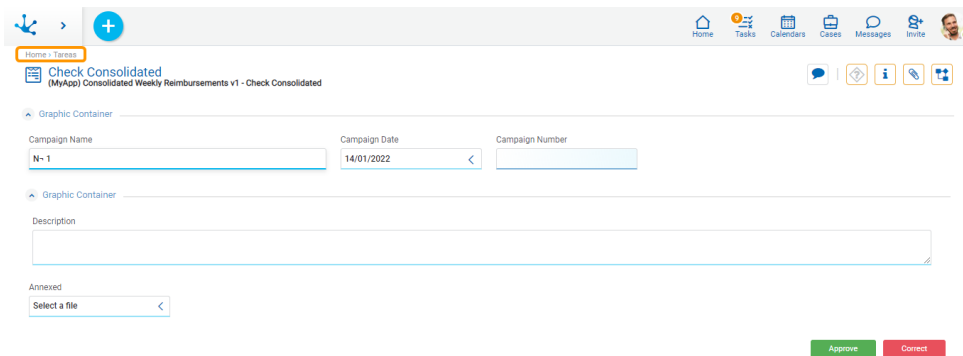 9
Home Tasks Calendars Cases Messages Invite
Home › Tareas
Check Consolidated
(MyApp) Consolidated Weekly Reimbursements v1 - Check Consolidated
Graphic Container
Campaign Name Campaign Date Campaign Number
N¬ 1 14/01/2022
Graphic Container
Description
Annexed
Select a file
Approve Correct